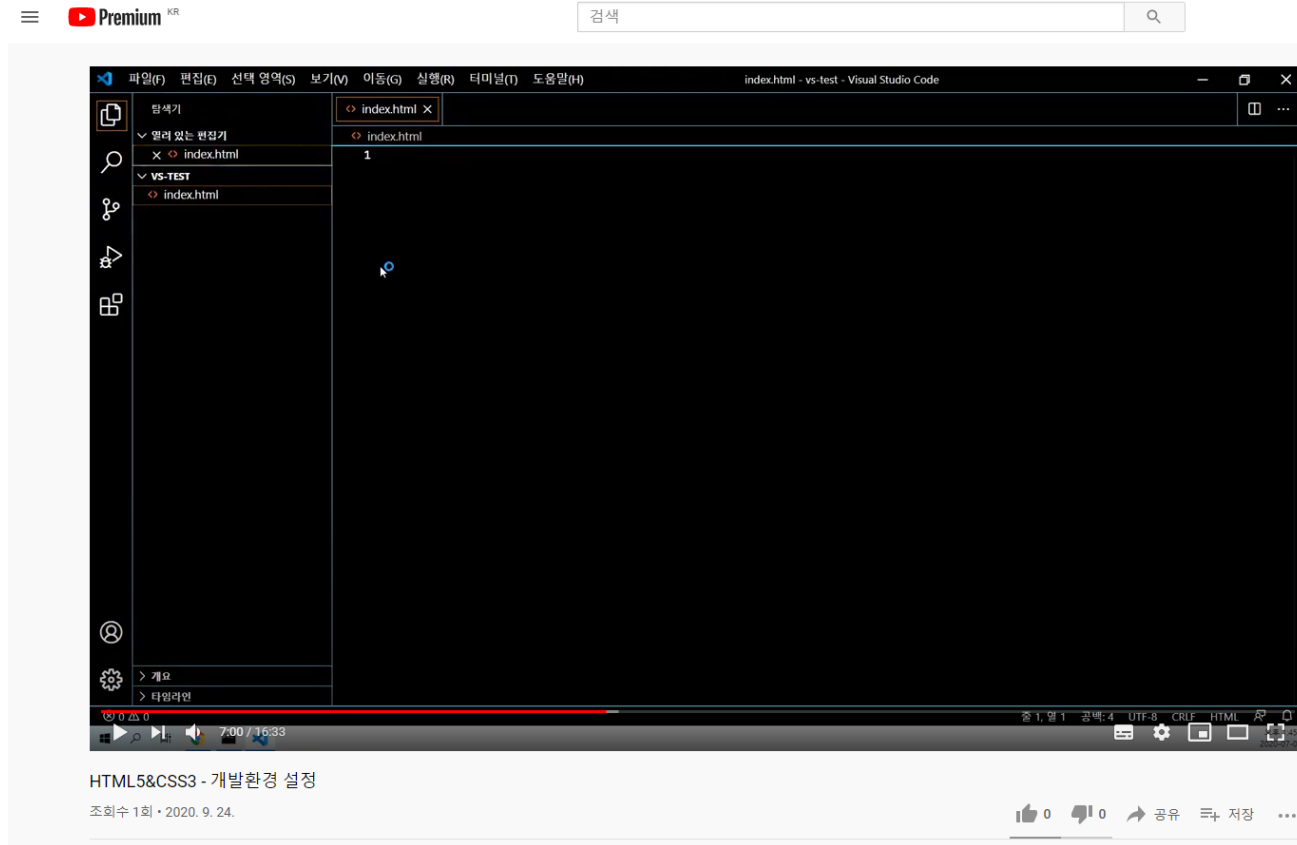 Premium KR
검색
파일(F) 편집(E) 선택 영역(S) 보기(V) 이동(G) 실행(R) 터미널(T) 도움말(H) index.html - vs-test - Visual Studio Code
탐색기
index.html
열려 있는 편집기
index.html
index.html
1
VS-TEST
index.html
개요
타임라인
0 0
줄 1, 열 1 공백: 4 UTF-8 CRLF HTML
7:00 / 16:33
HTML5&CSS3 - 개발환경 설정
조회수 1회 • 2020. 9. 24.
0 0 공유 저장